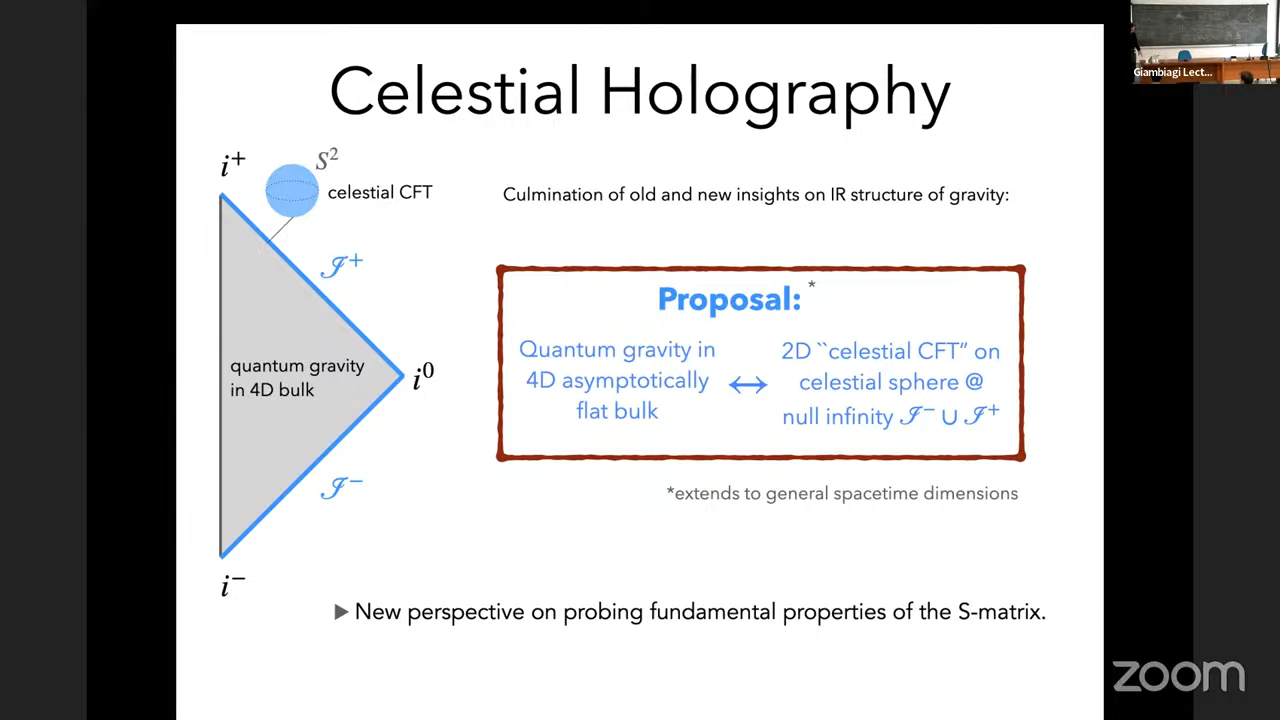 Celestial Holography
i⁺
S²
celestial CFT
Culmination of old and new insights on IR structure of gravity:
ℐ⁺
Proposal:*
Quantum gravity in
4D asymptotically
flat bulk
↔
2D ``celestial CFT” on
celestial sphere @
null infinity ℐ⁻ ∪ ℐ⁺
quantum gravity
in 4D bulk
i⁰
ℐ⁻
*extends to general spacetime dimensions
i⁻
▶ New perspective on probing fundamental properties of the S-matrix.
Giambiagi Lect...
zoom